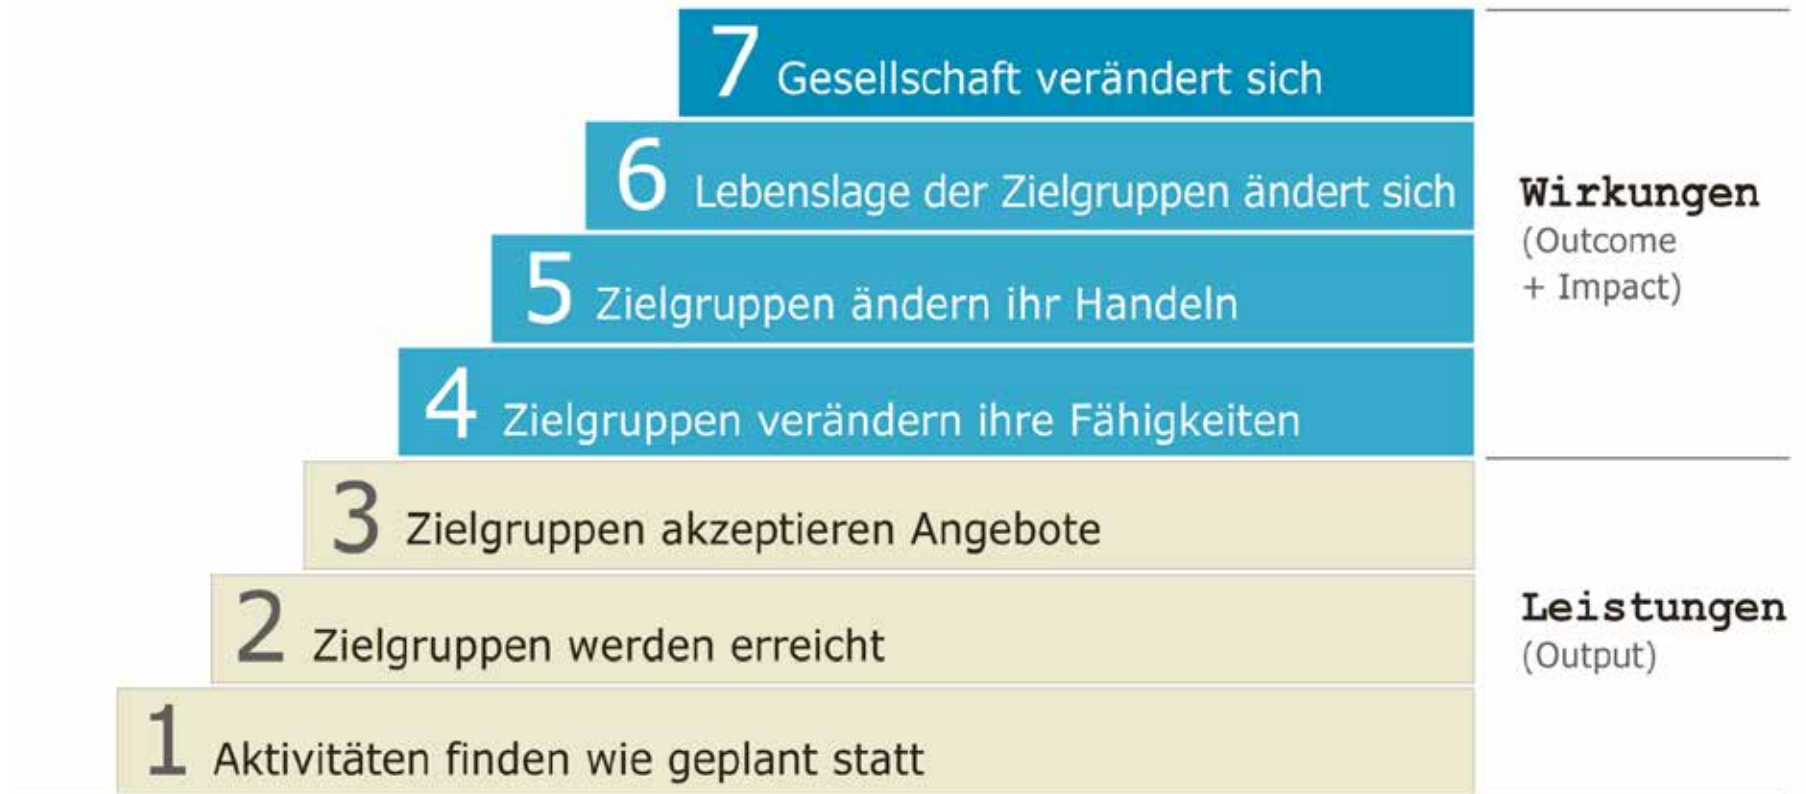 7 Gesellschaft verändert sich
6 Lebenslage der Zielgruppen ändert sich
5 Zielgruppen ändern ihr Handeln
4 Zielgruppen verändern ihre Fähigkeiten
3 Zielgruppen akzeptieren Angebote
2 Zielgruppen werden erreicht
1 Aktivitäten finden wie geplant statt
Wirkungen
(Outcome
+ Impact)
Leistungen
(Output)